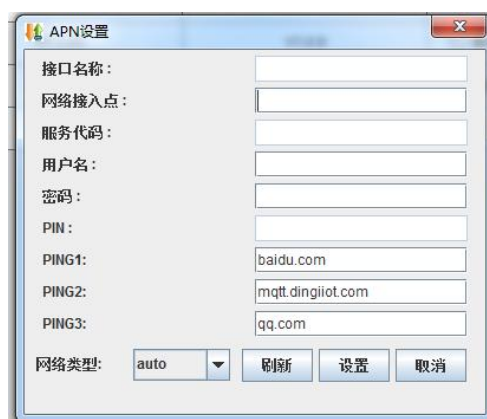 APN设置
接口名称：
网络接入点：
服务代码：
用户名：
密码：
PIN：
PING1: baidu.com
PING2: mqtt.dingiiot.com
PING3: qq.com
网络类型: auto 刷新 设置 取消